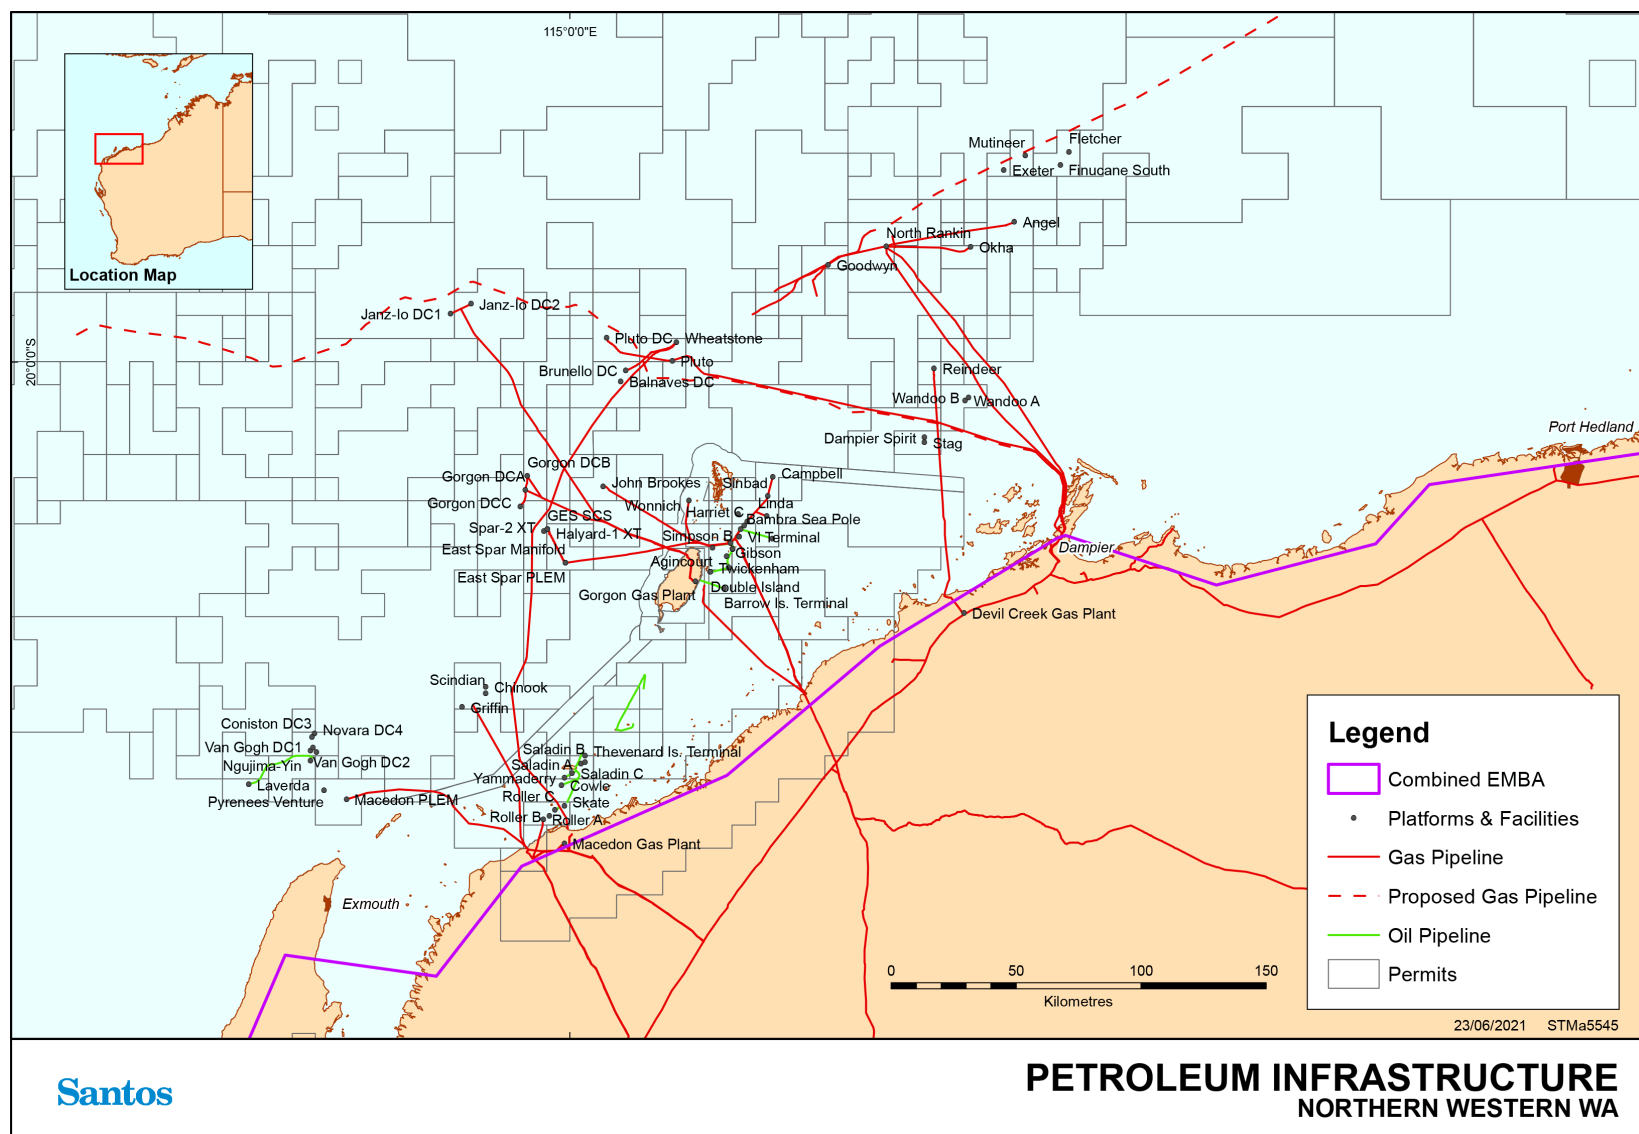 115°0'0"E
20°0'0"S
Location Map
Mutineer
Fletcher
Exeter
Finucane South
Angel
North Rankin
Okha
Goodwyn
Janz-Io DC2
Janz-Io DC1
Pluto DC
Wheatstone
Pluto
Brunello DC
Balnaves DC
Reindeer
Wandoo B
Wandoo A
Dampier Spirit
Stag
Port Hedland
Gorgon DCB
Gorgon DCA
Gorgon DCC
John Brookes
Campbell
Sinbad
Linda
Wonnich
Harriet C
Bambra Sea Pole
GES SCS
Spar-2 XT
Halyard-1 XT
Simpson B
VI Terminal
East Spar Manifold
Gibson
Agincourt
Twickenham
East Spar PLEM
Double Island
Gorgon Gas Plant
Barrow Is. Terminal
Dampier
Devil Creek Gas Plant
Scindian
Chinook
Griffin
Coniston DC3
Novara DC4
Van Gogh DC1
Van Gogh DC2
Ngujima-Yin
Laverda
Pyrenees Venture
Macedon PLEM
Saladin B
Thevenard Is. Terminal
Saladin A
Saladin C
Yammaderry
Cowle
Roller C
Skate
Roller B
Roller A
Macedon Gas Plant
Exmouth
Legend
Combined EMBA
Platforms & Facilities
Gas Pipeline
Proposed Gas Pipeline
Oil Pipeline
Permits
0 50 100 150
Kilometres
23/06/2021 STMa5545
Santos
PETROLEUM INFRASTRUCTURE
NORTHERN WESTERN WA